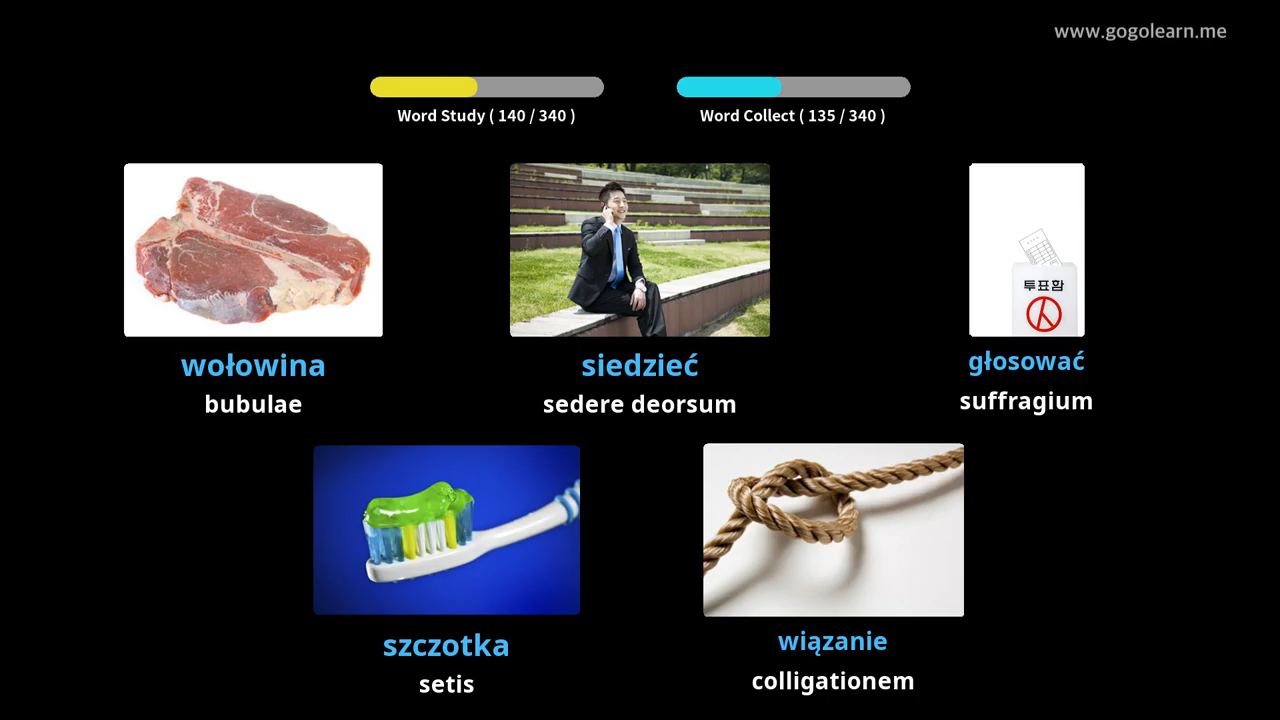 www.gogolearn.me
Word Study ( 140 / 340 )
Word Collect ( 135 / 340 )
투표함
wołowina
siedzieć
głosować
bubulae
sedere deorsum
suffragium
szczotka
wiązanie
setis
colligationem